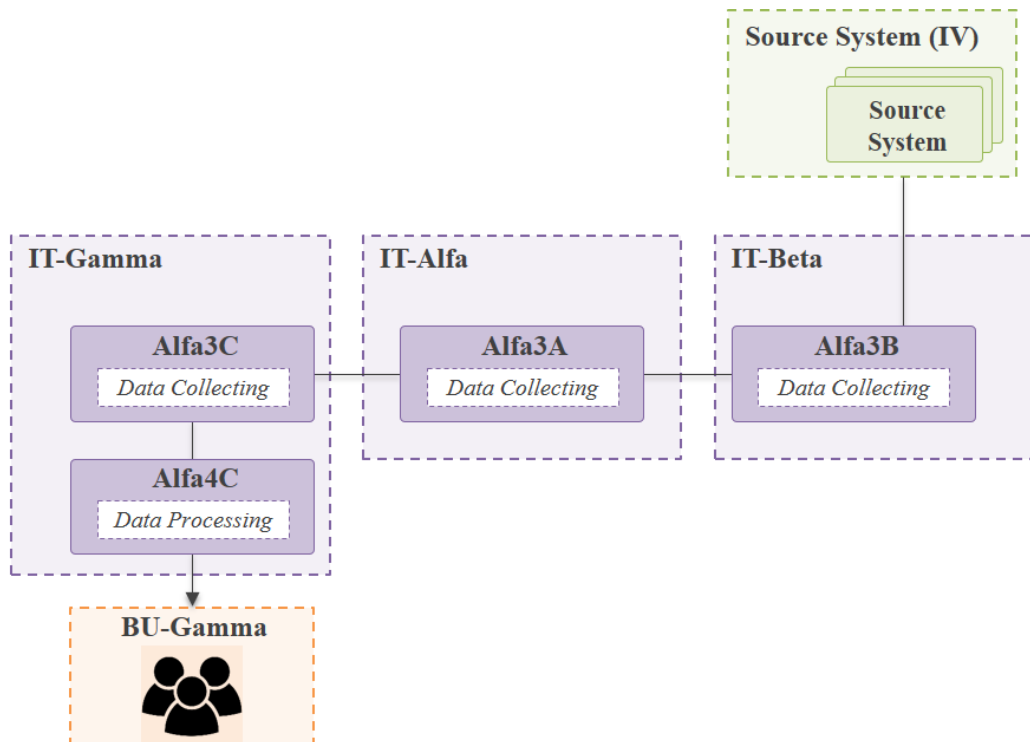 Source System (IV)
Source
System
IT-Gamma
IT-Alfa
IT-Beta
Alfa3C
Data Collecting
Alfa3A
Data Collecting
Alfa3B
Data Collecting
Alfa4C
Data Processing
BU-Gamma